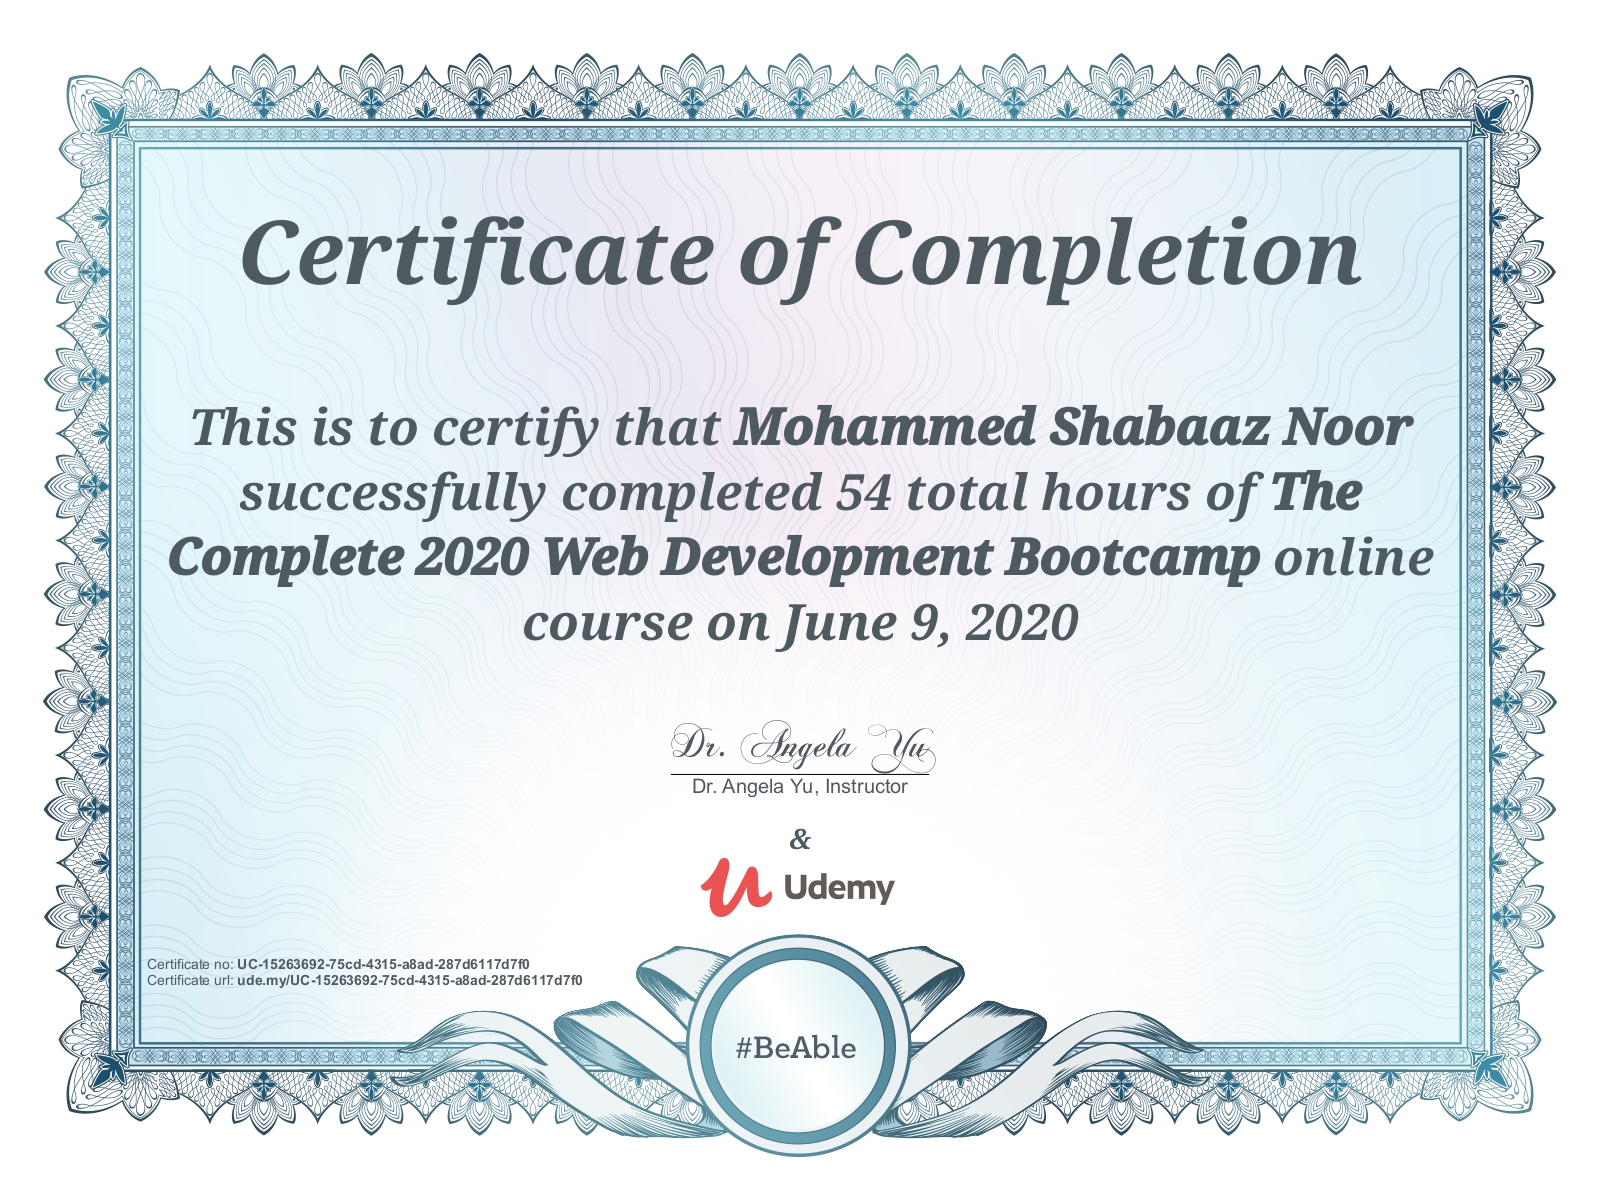 Certificate of Completion
This is to certify that Mohammed Shabaaz Noor
successfully completed 54 total hours of The
Complete 2020 Web Development Bootcamp online
course on June 9, 2020
Dr. Angela Yu
Dr. Angela Yu, Instructor
&
Udemy
Certificate no: UC-15263692-75cd-4315-a8ad-287d6117d7f0
Certificate url: ude.my/UC-15263692-75cd-4315-a8ad-287d6117d7f0
#BeAble